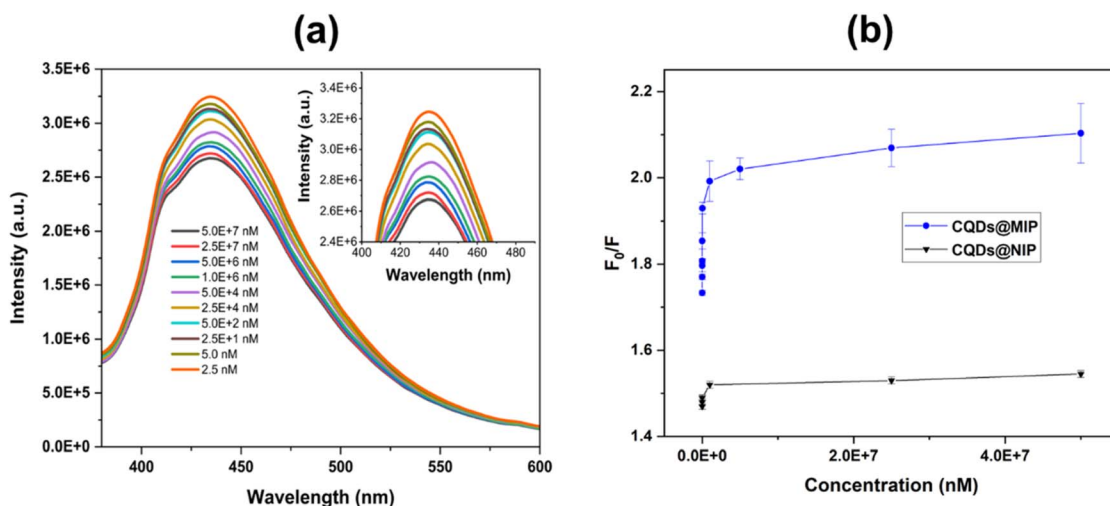 (a)
Intensity (a.u.)
3.5E+6
3.0E+6
2.5E+6
2.0E+6
1.5E+6
1.0E+6
5.0E+5
0.0E+0
400
450
500
550
600
Wavelength (nm)
5.0E+7 nM
2.5E+7 nM
5.0E+6 nM
1.0E+6 nM
5.0E+4 nM
2.5E+4 nM
5.0E+2 nM
2.5E+1 nM
5.0 nM
2.5 nM
Intensity (a.u.)
3.4E+6
3.2E+6
3.0E+6
2.8E+6
2.6E+6
2.4E+6
400
420
440
460
480
Wavelength (nm)
(b)
F₀/F
2.2
2.0
1.8
1.6
1.4
0.0E+0
2.0E+7
4.0E+7
Concentration (nM)
CQDs@MIP
CQDs@NIP